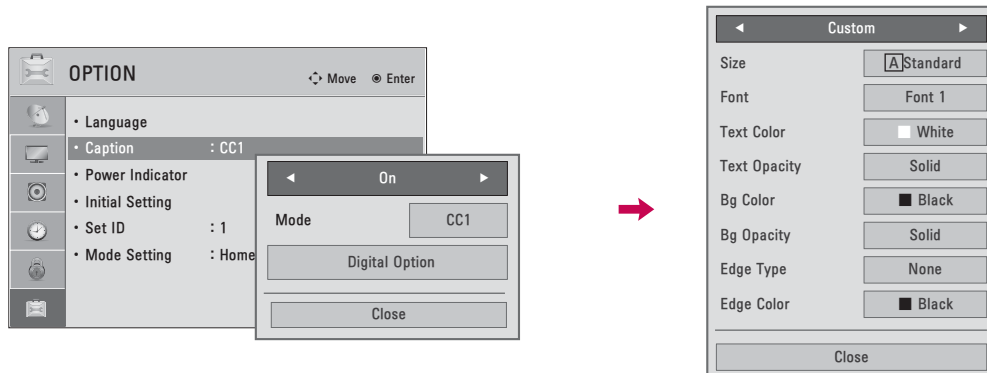 OPTION
Move Enter
• Language
• Caption : CC1
• Power Indicator
• Initial Setting
• Set ID : 1
• Mode Setting : Home
◀ On ▶
Mode CC1
Digital Option
Close
◀ Custom ▶
Size A Standard
Font Font 1
Text Color White
Text Opacity Solid
Bg Color Black
Bg Opacity Solid
Edge Type None
Edge Color Black
Close